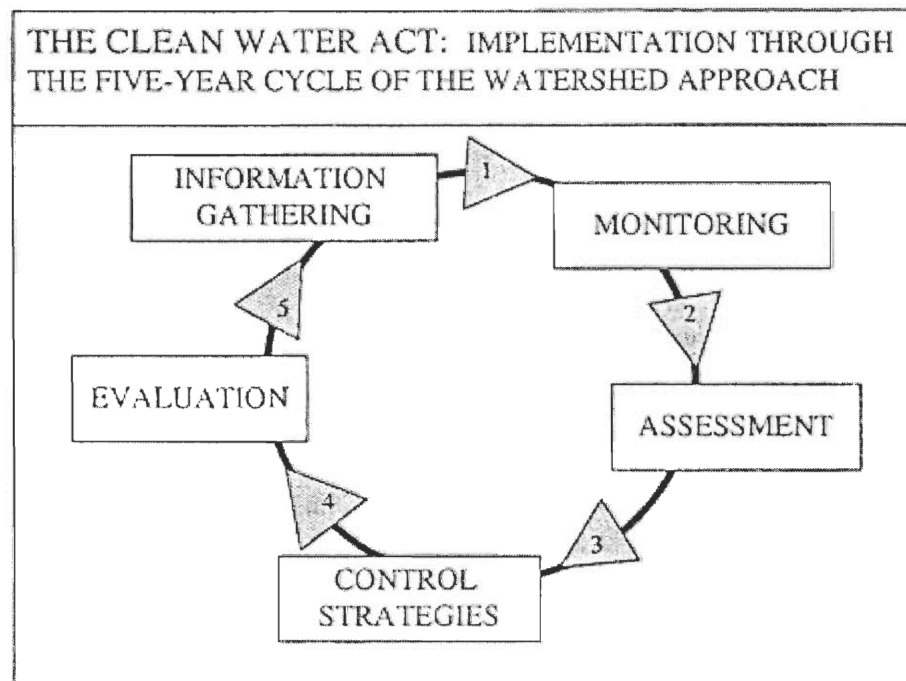 THE CLEAN WATER ACT: IMPLEMENTATION THROUGH
THE FIVE-YEAR CYCLE OF THE WATERSHED APPROACH
INFORMATION
GATHERING
1
MONITORING
2
ASSESSMENT
3
CONTROL
STRATEGIES
4
EVALUATION
5